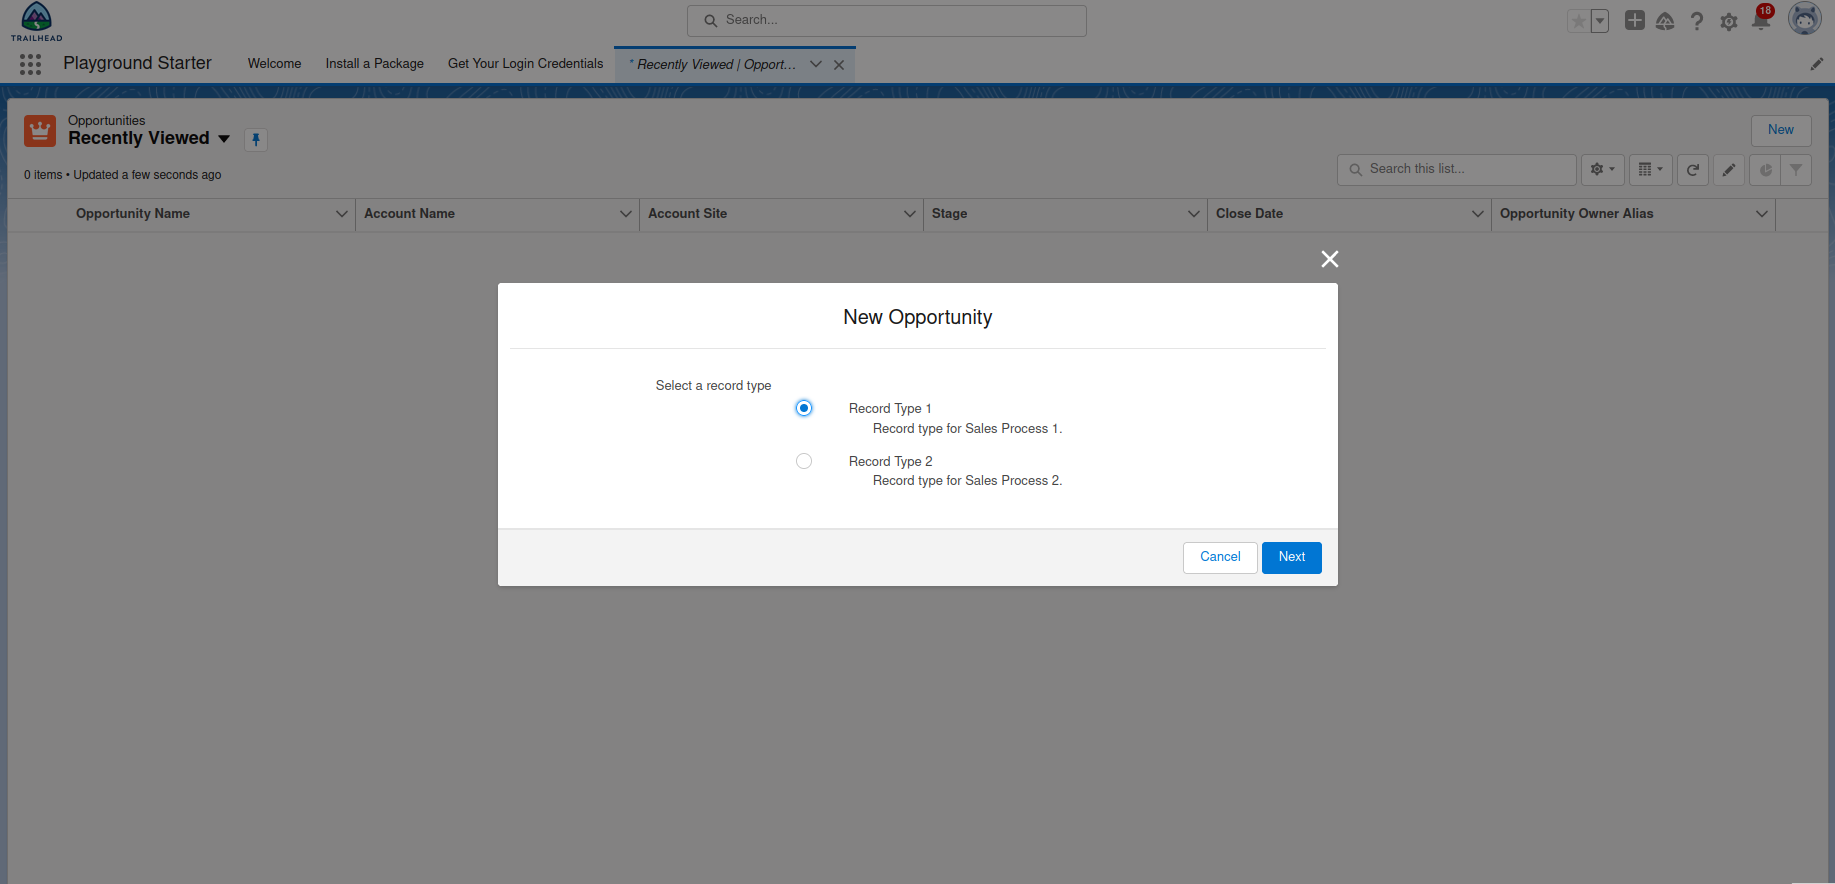 TRAILHEAD
Search...
18
Playground Starter
Welcome
Install a Package
Get Your Login Credentials
* Recently Viewed | Opport...
Opportunities
Recently Viewed
New
0 items • Updated a few seconds ago
Search this list...
Opportunity Name
Account Name
Account Site
Stage
Close Date
Opportunity Owner Alias
New Opportunity
Select a record type
Record Type 1
Record type for Sales Process 1.
Record Type 2
Record type for Sales Process 2.
Cancel
Next